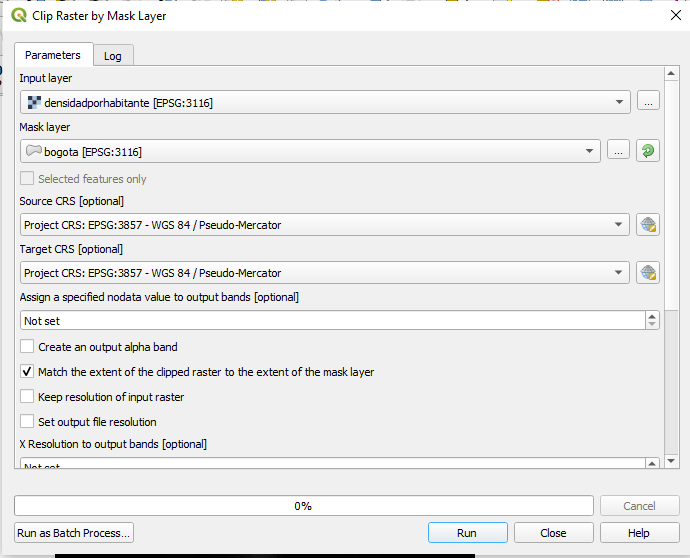 Clip Raster by Mask Layer
Parameters
Log
Input layer
densidadporhabitante [EPSG:3116]
...
Mask layer
bogota [EPSG:3116]
...
Selected features only
Source CRS [optional]
Project CRS: EPSG:3857 - WGS 84 / Pseudo-Mercator
Target CRS [optional]
Project CRS: EPSG:3857 - WGS 84 / Pseudo-Mercator
Assign a specified nodata value to output bands [optional]
Not set
Create an output alpha band
Match the extent of the clipped raster to the extent of the mask layer
Keep resolution of input raster
Set output file resolution
X Resolution to output bands [optional]
Not set
0%
Cancel
Run as Batch Process...
Run
Close
Help